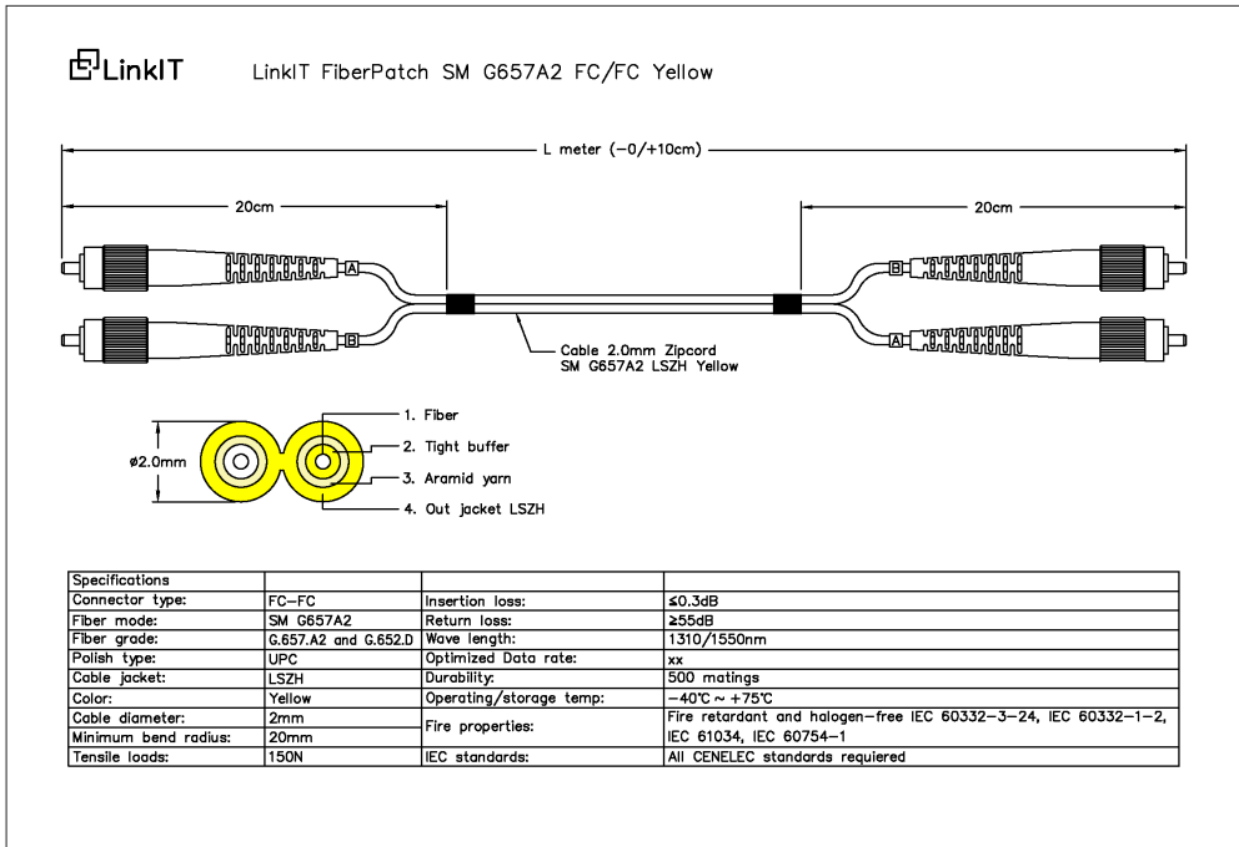 LinkIT
LinkIT FiberPatch SM G657A2 FC/FC Yellow
L meter (-0/+10cm)
20cm
20cm
A
B
B
A
Cable 2.0mm Zipcord
SM G657A2 LSZH Yellow
ø2.0mm
1. Fiber
2. Tight buffer
3. Aramid yarn
4. Out jacket LSZH
Specifications
Connector type: FC-FC Insertion loss: ≤0.3dB
Fiber mode: SM G657A2 Return loss: ≥55dB
Fiber grade: G.657.A2 and G.652.D Wave length: 1310/1550nm
Polish type: UPC Optimized Data rate: xx
Cable jacket: LSZH Durability: 500 matings
Color: Yellow Operating/storage temp: -40℃ ~ +75℃
Cable diameter: 2mm Fire properties: Fire retardant and halogen-free IEC 60332-3-24, IEC 60332-1-2,
Minimum bend radius: 20mm IEC 61034, IEC 60754-1
Tensile loads: 150N IEC standards: All CENELEC standards requiered